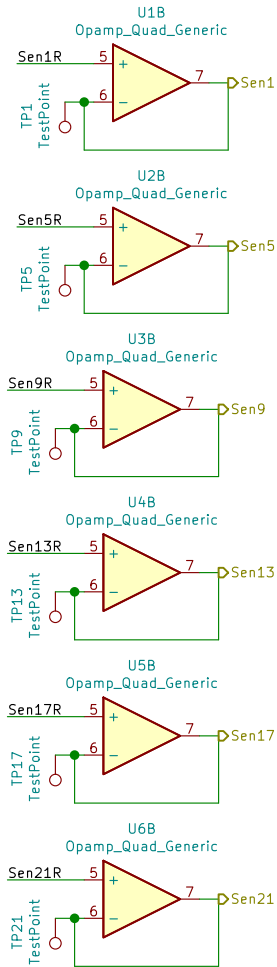 U1B
Opamp_Quad_Generic
Sen1R
5
+
7
Sen1
6
−
TP1
TestPoint
U2B
Opamp_Quad_Generic
Sen5R
5
+
7
Sen5
6
−
TP5
TestPoint
U3B
Opamp_Quad_Generic
Sen9R
5
+
7
Sen9
6
−
TP9
TestPoint
U4B
Opamp_Quad_Generic
Sen13R
5
+
7
Sen13
6
−
TP13
TestPoint
U5B
Opamp_Quad_Generic
Sen17R
5
+
7
Sen17
6
−
TP17
TestPoint
U6B
Opamp_Quad_Generic
Sen21R
5
+
7
Sen21
6
−
TP21
TestPoint